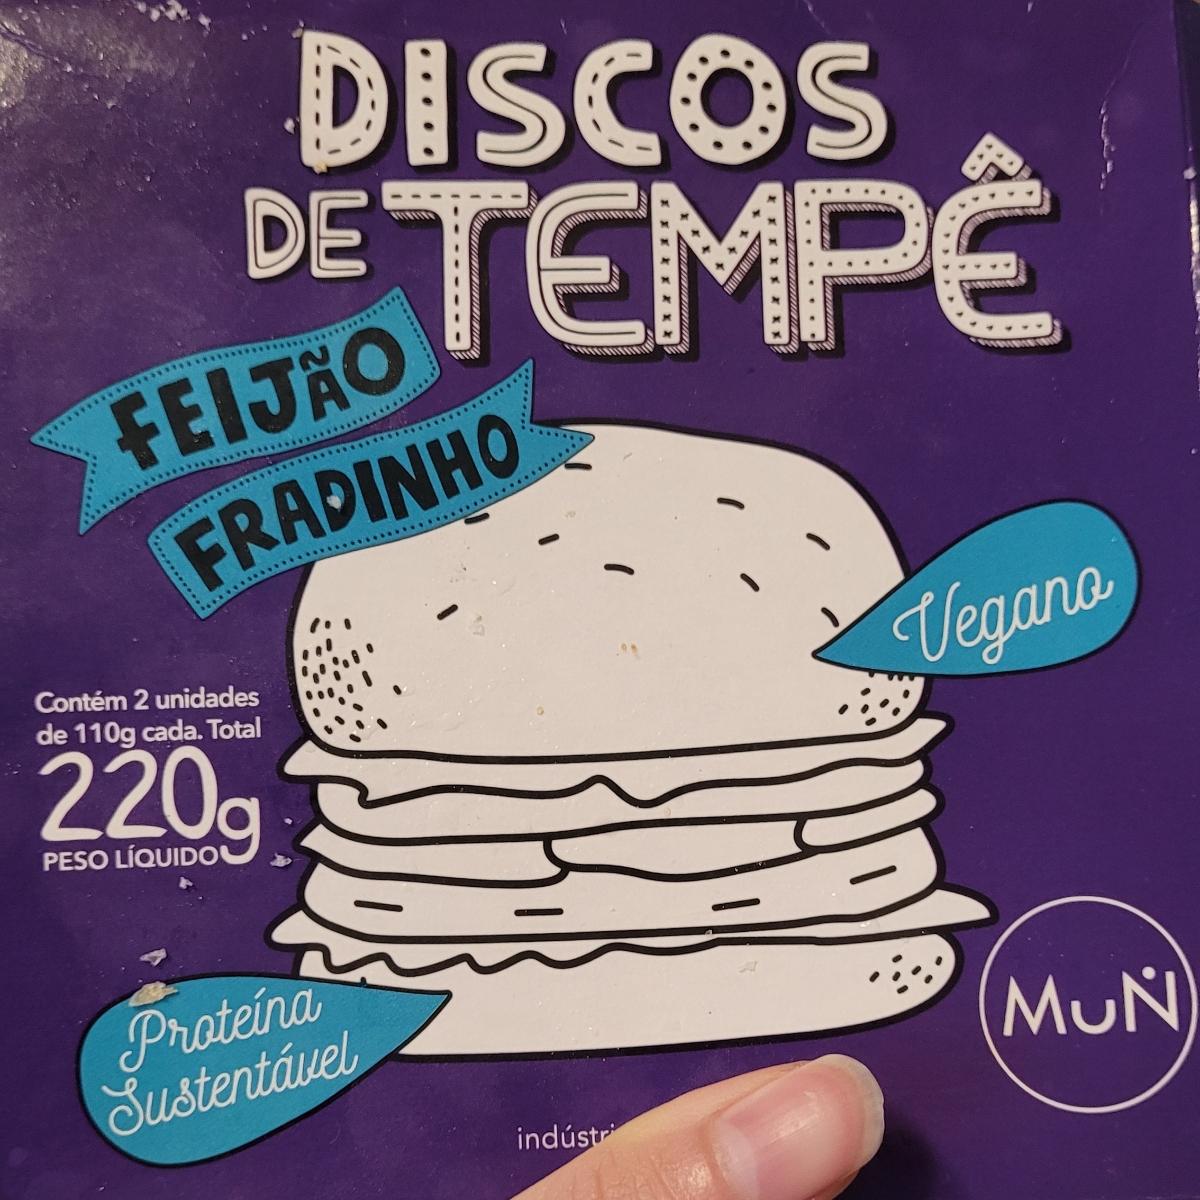 DISCOS
DE TEMPÊ
FEIJÃO
FRADINHO
Vegano
Contém 2 unidades
de 110g cada. Total
220g
PESO LÍQUIDO
MUN
Proteína
Sustentável